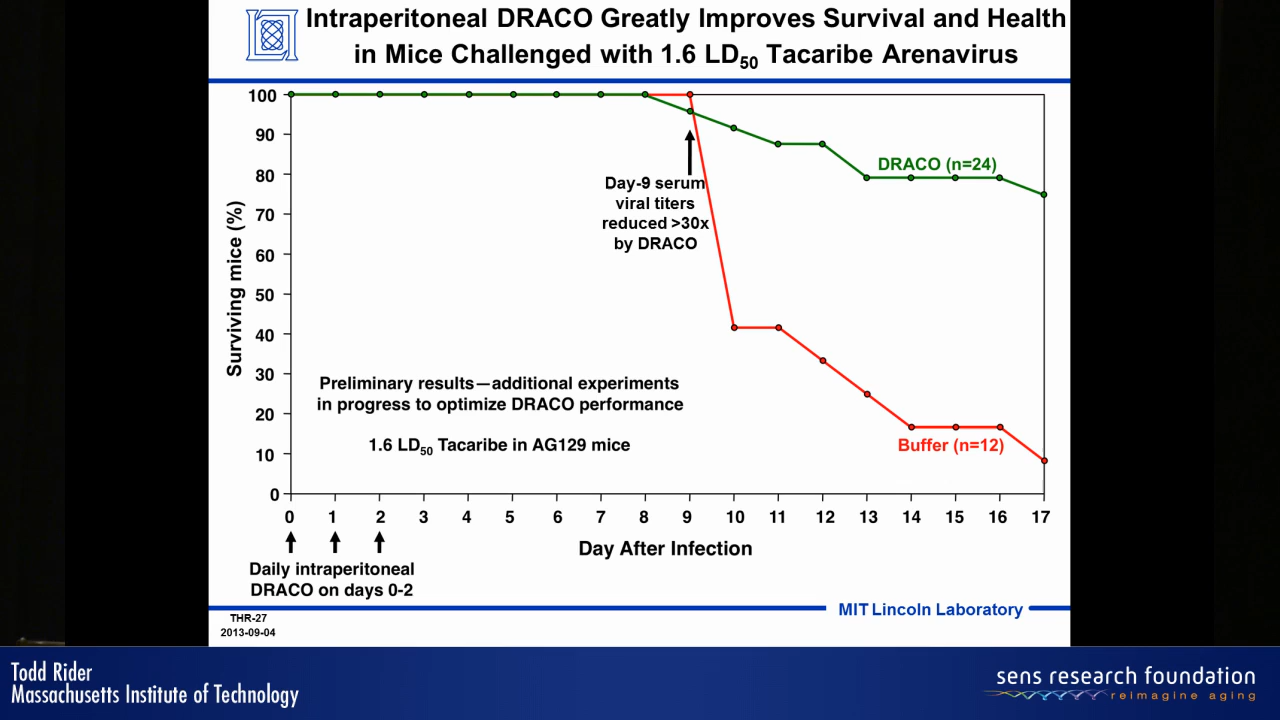 Intraperitoneal DRACO Greatly Improves Survival and Health
in Mice Challenged with 1.6 LD50 Tacaribe Arenavirus
Surviving mice (%)
100
90
80
70
60
50
40
30
20
10
0
DRACO (n=24)
Day-9 serum
viral titers
reduced >30x
by DRACO
Preliminary results—additional experiments
in progress to optimize DRACO performance
1.6 LD50 Tacaribe in AG129 mice
Buffer (n=12)
0 1 2 3 4 5 6 7 8 9 10 11 12 13 14 15 16 17
Day After Infection
Daily intraperitoneal
DRACO on days 0-2
MIT Lincoln Laboratory
THR-27
2013-09-04
Todd Rider
Massachusetts Institute of Technology
sens research foundation
reimagine aging